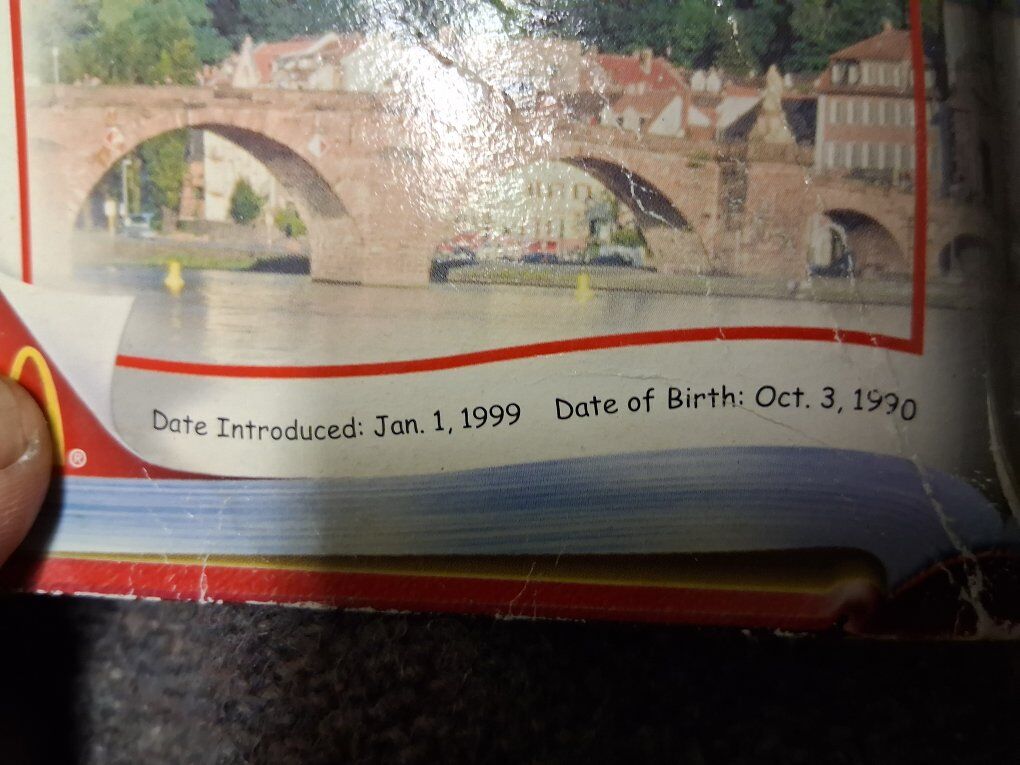 Date Introduced: Jan. 1, 1999 Date of Birth: Oct. 3, 1990
®